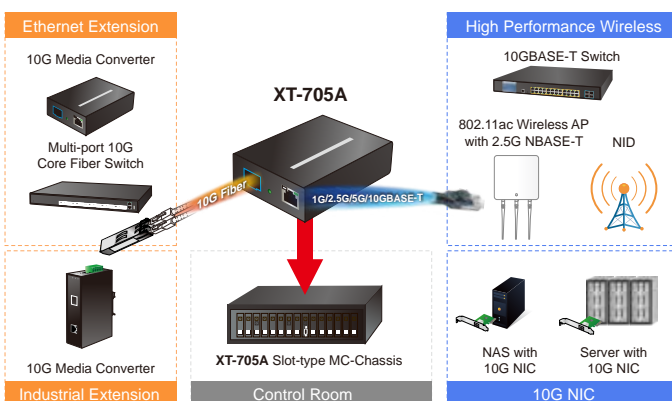 Ethernet Extension
10G Media Converter
Multi-port 10G
Core Fiber Switch
XT-705A
10G Fiber
1G/2.5G/5G/10GBASE-T
High Performance Wireless
10GBASE-T Switch
802.11ac Wireless AP
with 2.5G NBASE-T
NID
10G Media Converter
Industrial Extension
XT-705A Slot-type MC-Chassis
Control Room
NAS with
10G NIC
Server with
10G NIC
10G NIC